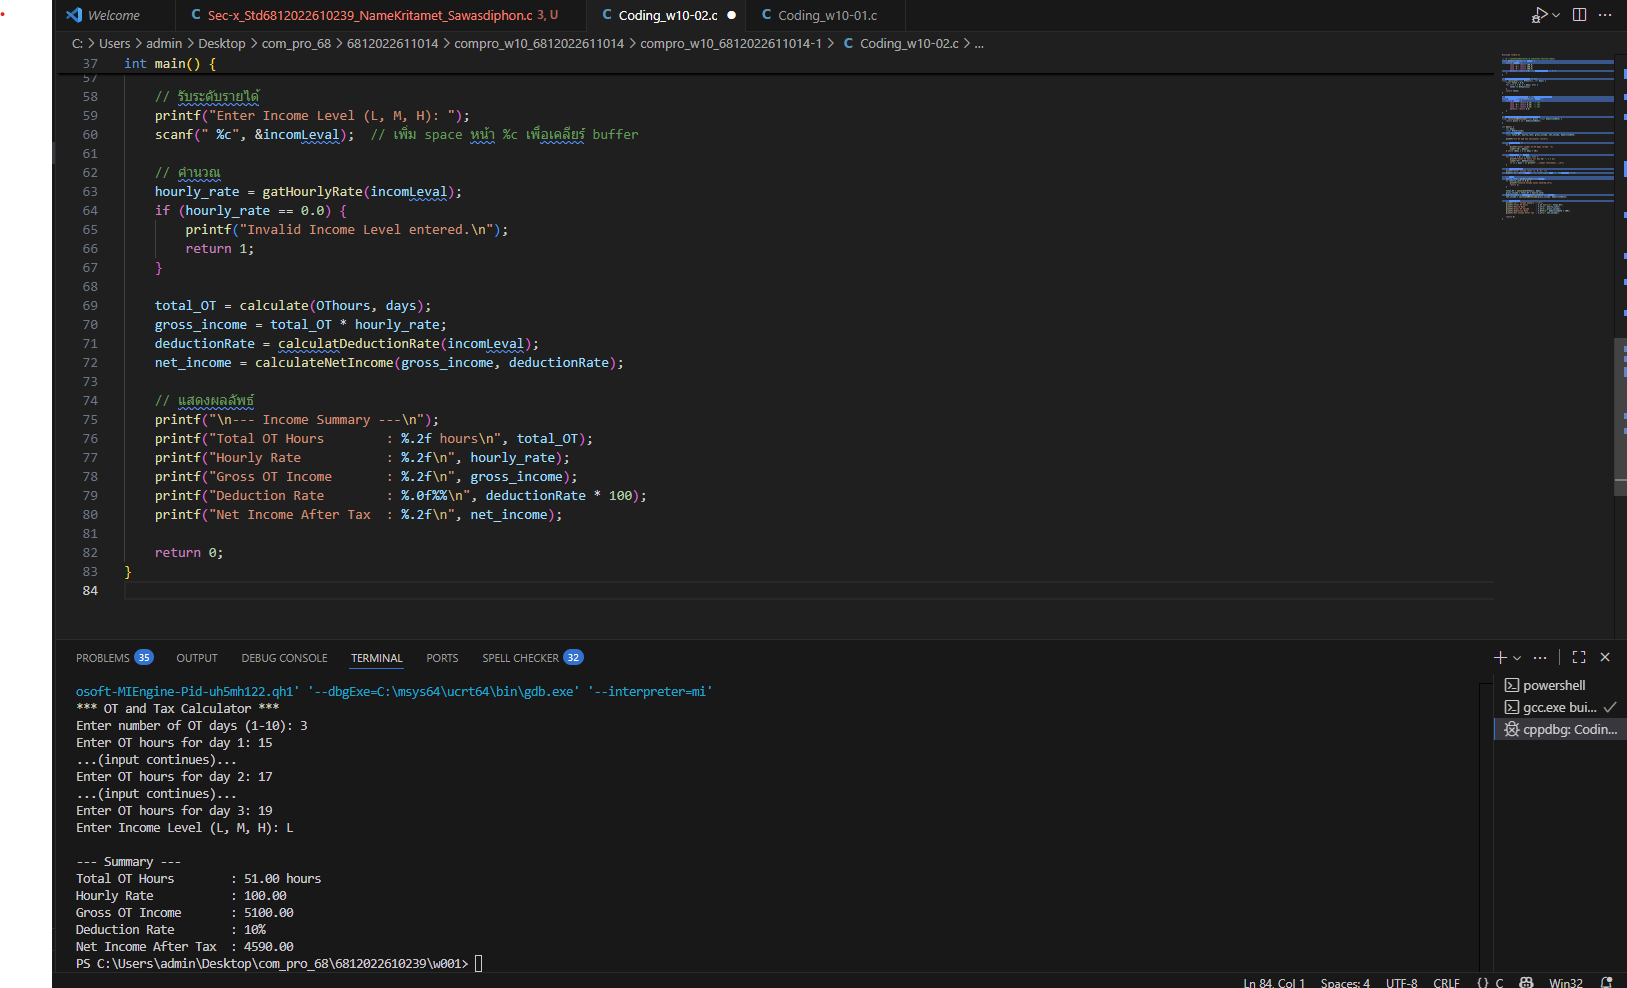 Welcome
C Sec-x_Std6812022610239_NameKritamet_Sawasdiphon.c 3, U
C Coding_w10-02.c ●
C Coding_w10-01.c
C: > Users > admin > Desktop > com_pro_68 > 6812022611014 > compro_w10_6812022611014 > compro_w10_6812022611014-1 > C Coding_w10-02.c > ...
37 int main() {
57
58 // รับระดับรายได้
59 printf("Enter Income Level (L, M, H): ");
60 scanf(" %c", &incomLeval); // เพิ่ม space หน้า %c เพื่อเคลียร์ buffer
61
62 // คำนวณ
63 hourly_rate = gatHourlyRate(incomLeval);
64 if (hourly_rate == 0.0) {
65 printf("Invalid Income Level entered.\n");
66 return 1;
67 }
68
69 total_OT = calculate(OThours, days);
70 gross_income = total_OT * hourly_rate;
71 deductionRate = calculatDeductionRate(incomLeval);
72 net_income = calculateNetIncome(gross_income, deductionRate);
73
74 // แสดงผลลัพธ์
75 printf("\n--- Income Summary ---\n");
76 printf("Total OT Hours        : %.2f hours\n", total_OT);
77 printf("Hourly Rate           : %.2f\n", hourly_rate);
78 printf("Gross OT Income       : %.2f\n", gross_income);
79 printf("Deduction Rate        : %.0f%%\n", deductionRate * 100);
80 printf("Net Income After Tax  : %.2f\n", net_income);
81
82 return 0;
83 }
84
PROBLEMS 35 OUTPUT DEBUG CONSOLE TERMINAL PORTS SPELL CHECKER 32
osoft-MIEngine-Pid-uh5mh122.qh1' '--dbgExe=C:\msys64\ucrt64\bin\gdb.exe' '--interpreter=mi'
*** OT and Tax Calculator ***
Enter number of OT days (1-10): 3
Enter OT hours for day 1: 15
...(input continues)...
Enter OT hours for day 2: 17
...(input continues)...
Enter OT hours for day 3: 19
Enter Income Level (L, M, H): L
--- Summary ---
Total OT Hours        : 51.00 hours
Hourly Rate           : 100.00
Gross OT Income       : 5100.00
Deduction Rate        : 10%
Net Income After Tax  : 4590.00
PS C:\Users\admin\Desktop\com_pro_68\6812022610239\w001>
powershell
gcc.exe bui...
cppdbg: Codin...
Ln 84, Col 1 Spaces: 4 UTF-8 CRLF {} C Win32